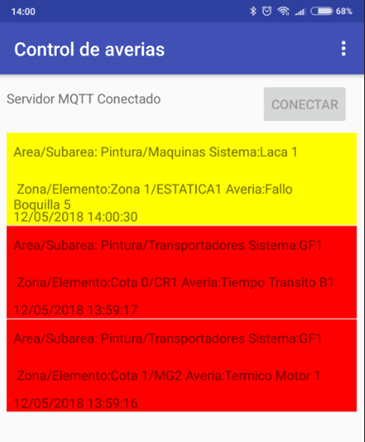 14:00
68%
Control de averias
Servidor MQTT Conectado
CONECTAR
Area/Subarea: Pintura/Maquinas Sistema:Laca 1
Zona/Elemento:Zona 1/ESTATICA1 Averia:Fallo
Boquilla 5
12/05/2018 14:00:30
Area/Subarea: Pintura/Transportadores Sistema:GF1
Zona/Elemento:Cota 0/CR1 Averia:Tiempo Transito B1
12/05/2018 13:59:17
Area/Subarea: Pintura/Transportadores Sistema:GF1
Zona/Elemento:Cota 1/MG2 Averia:Termico Motor 1
12/05/2018 13:59:16